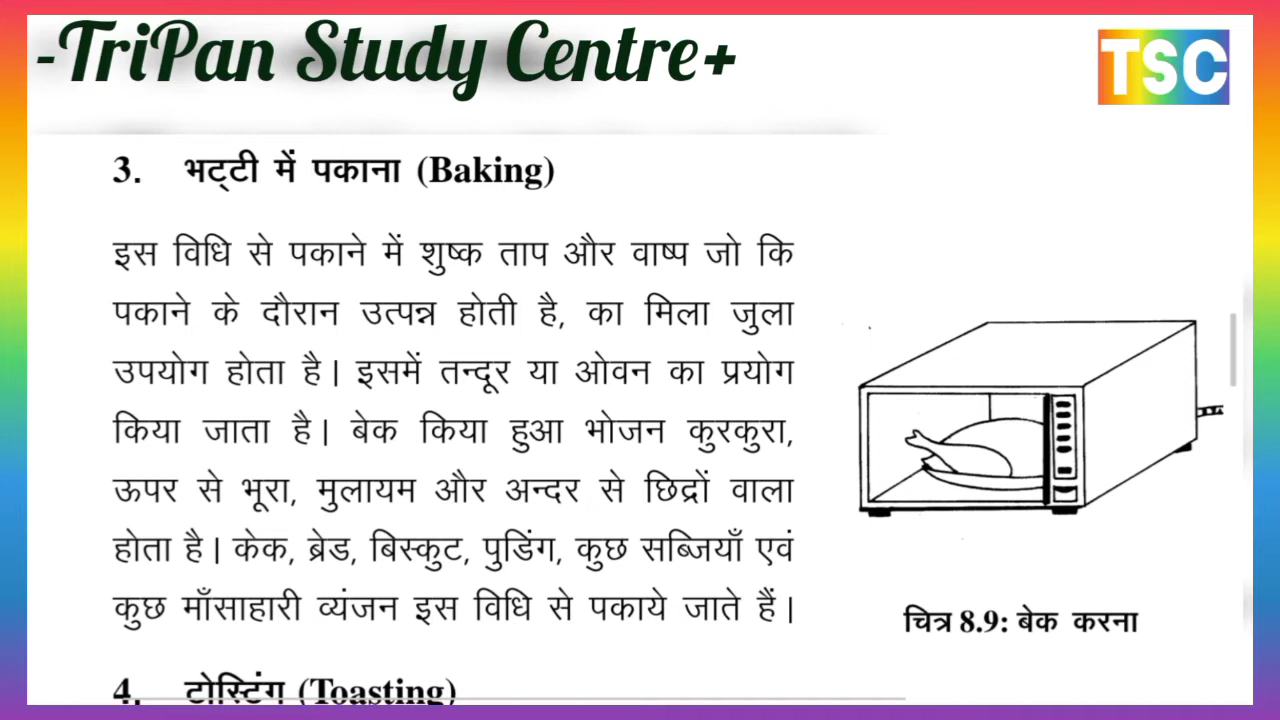 -TriPan Study Centre+
TSC
3. भट्टी में पकाना (Baking)
इस विधि से पकाने में शुष्क ताप और वाष्प जो कि
पकाने के दौरान उत्पन्न होती है, का मिला जुला
उपयोग होता है। इसमें तन्दूर या ओवन का प्रयोग
किया जाता है। बेक किया हुआ भोजन कुरकुरा,
ऊपर से भूरा, मुलायम और अन्दर से छिद्रों वाला
होता है। केक, ब्रेड, बिस्कुट, पुडिंग, कुछ सब्जियाँ एवं
कुछ माँसाहारी व्यंजन इस विधि से पकाये जाते हैं।
चित्र 8.9: बेक करना
4. टोस्टिंग (Toasting)